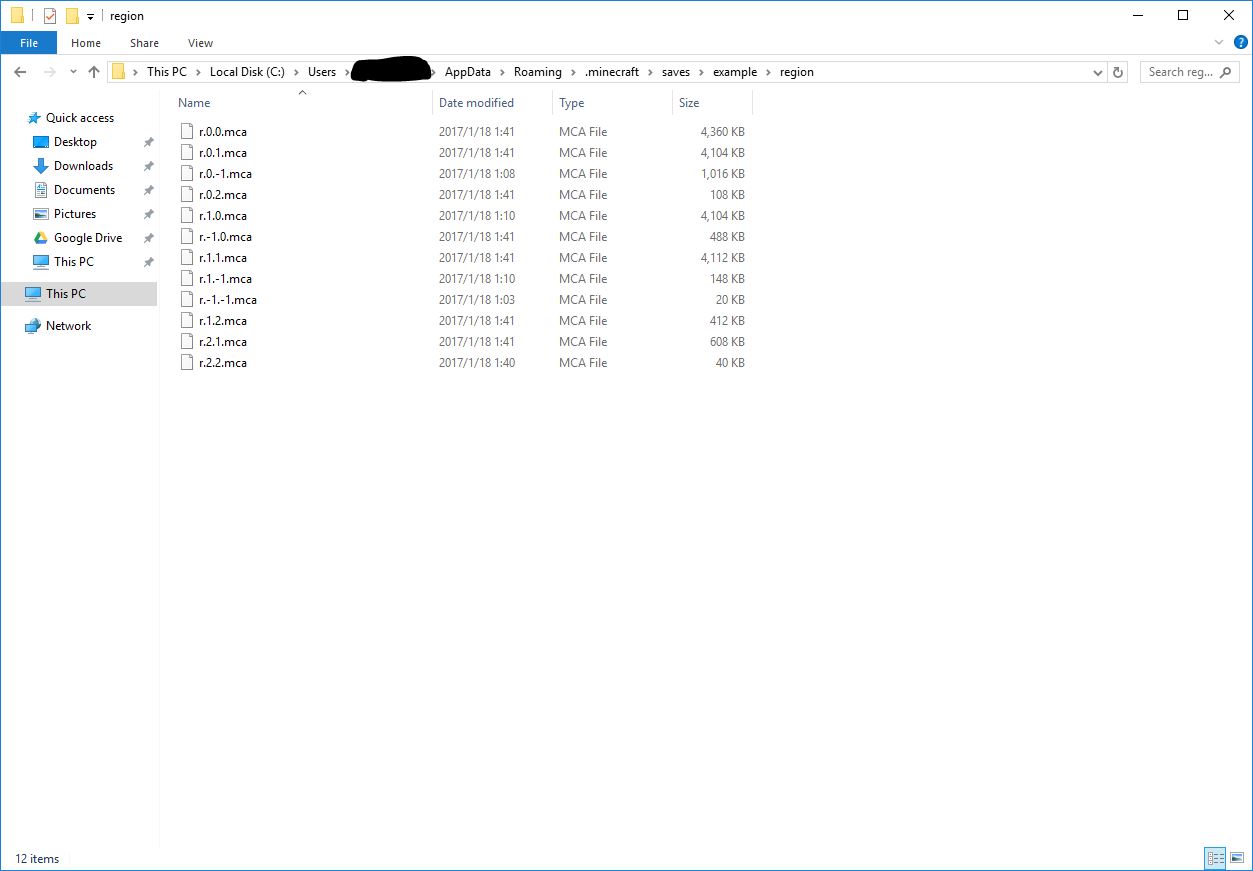 region
File Home Share View
This PC Local Disk (C:) Users AppData Roaming .minecraft saves example region Search reg...
Name Date modified Type Size
Quick access
Desktop
Downloads
Documents
Pictures
Google Drive
This PC
This PC
Network
r.0.0.mca 2017/1/18 1:41 MCA File 4,360 KB
r.0.1.mca 2017/1/18 1:41 MCA File 4,104 KB
r.0.-1.mca 2017/1/18 1:08 MCA File 1,016 KB
r.0.2.mca 2017/1/18 1:41 MCA File 108 KB
r.1.0.mca 2017/1/18 1:10 MCA File 4,104 KB
r.-1.0.mca 2017/1/18 1:41 MCA File 488 KB
r.1.1.mca 2017/1/18 1:41 MCA File 4,112 KB
r.1.-1.mca 2017/1/18 1:10 MCA File 148 KB
r.-1.-1.mca 2017/1/18 1:03 MCA File 20 KB
r.1.2.mca 2017/1/18 1:41 MCA File 412 KB
r.2.1.mca 2017/1/18 1:41 MCA File 608 KB
r.2.2.mca 2017/1/18 1:40 MCA File 40 KB
12 items